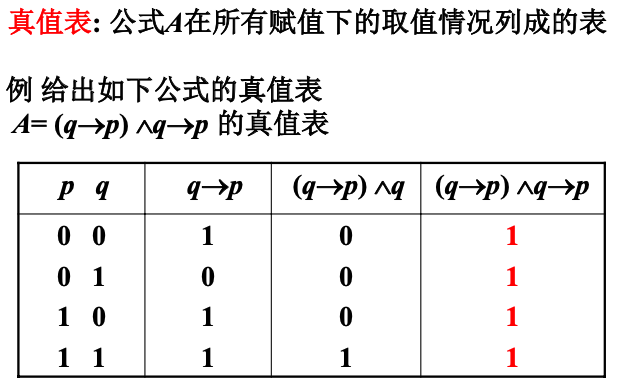 真值表: 公式A在所有赋值下的取值情况列成的表
例 给出如下公式的真值表
A= (q→p) ∧q→p 的真值表
p q q→p (q→p) ∧q (q→p) ∧q→p
0 0 1 0 1
0 1 0 0 1
1 0 1 0 1
1 1 1 1 1